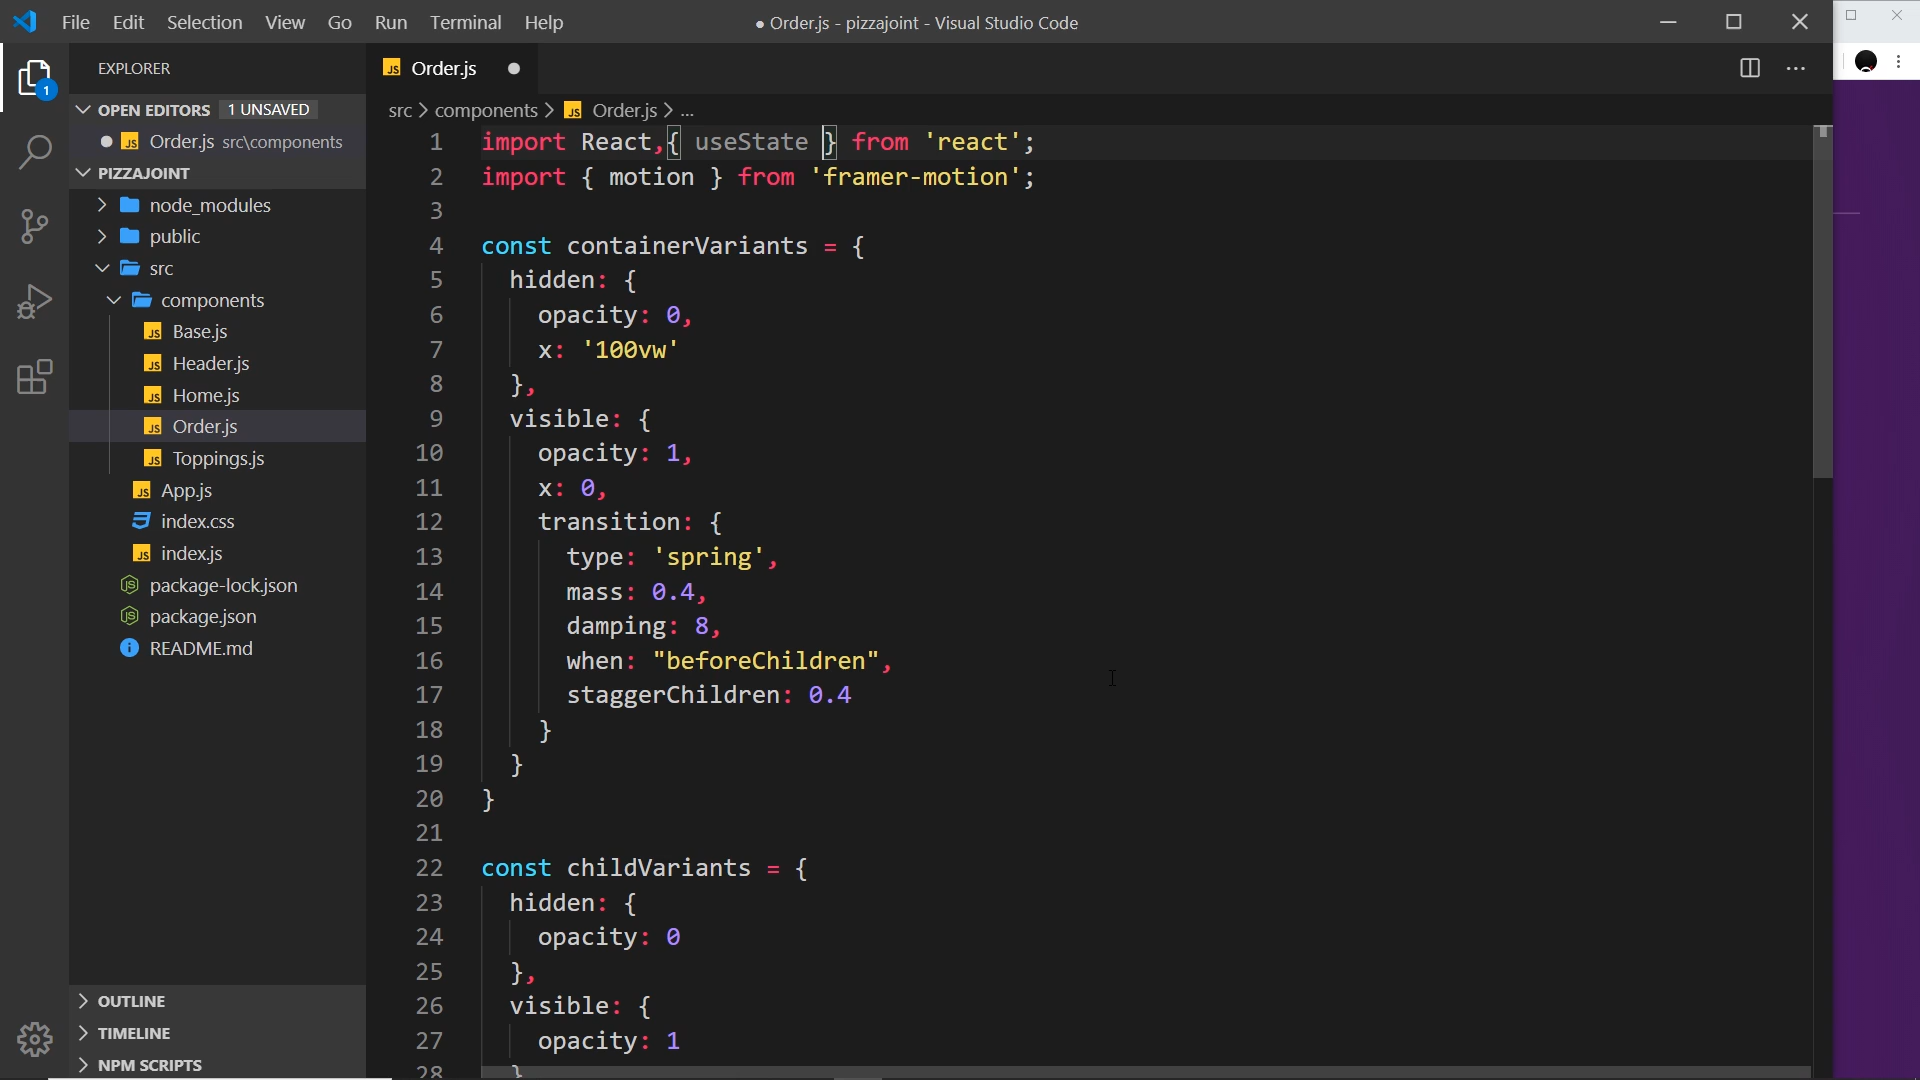 File Edit Selection View Go Run Terminal Help
● Order.js - pizzajoint - Visual Studio Code
EXPLORER
OPEN EDITORS 1 UNSAVED
Order.js src\components
PIZZAJOINT
node_modules
public
src
components
Base.js
Header.js
Home.js
Order.js
Toppings.js
App.js
index.css
index.js
package-lock.json
package.json
README.md
OUTLINE
TIMELINE
NPM SCRIPTS
1
JS Order.js
src > components > JS Order.js > ...
1 import React,{ useState } from 'react';
2 import { motion } from 'framer-motion';
3
4 const containerVariants = {
5 hidden: {
6 opacity: 0,
7 x: '100vw'
8 },
9 visible: {
10 opacity: 1,
11 x: 0,
12 transition: {
13 type: 'spring',
14 mass: 0.4,
15 damping: 8,
16 when: "beforeChildren",
17 staggerChildren: 0.4
18 }
19 }
20 }
21
22 const childVariants = {
23 hidden: {
24 opacity: 0
25 },
26 visible: {
27 opacity: 1
28 }